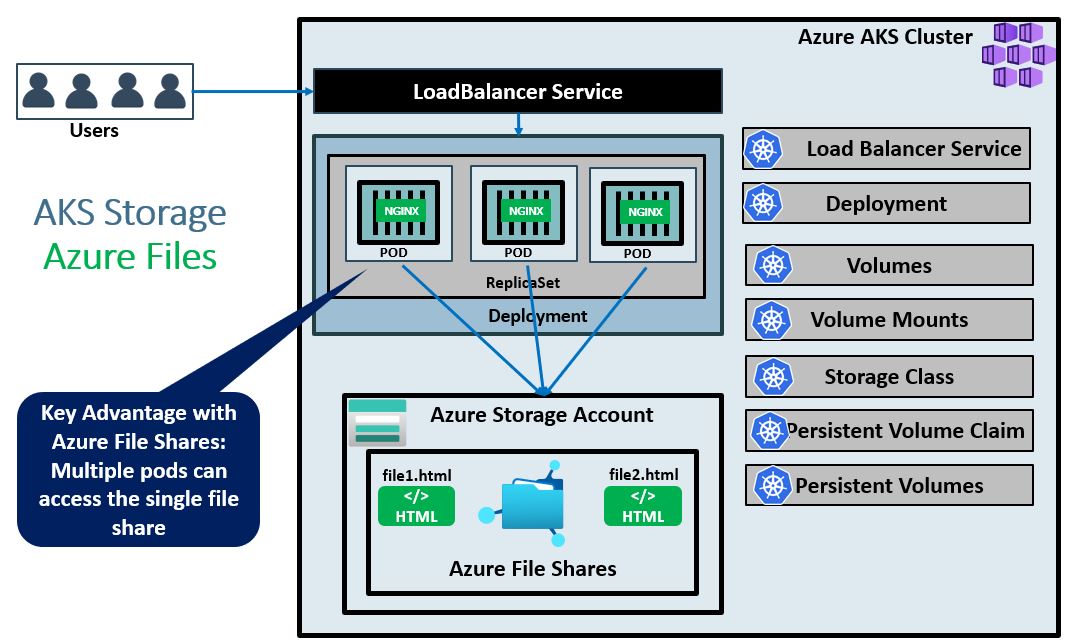 Azure AKS Cluster
Users
LoadBalancer Service
AKS Storage
Azure Files
NGINX
POD
NGINX
POD
NGINX
POD
ReplicaSet
Deployment
Key Advantage with
Azure File Shares:
Multiple pods can
access the single file
share
Azure Storage Account
file1.html
</>
HTML
file2.html
</>
HTML
Azure File Shares
Load Balancer Service
Deployment
Volumes
Volume Mounts
Storage Class
Persistent Volume Claim
Persistent Volumes